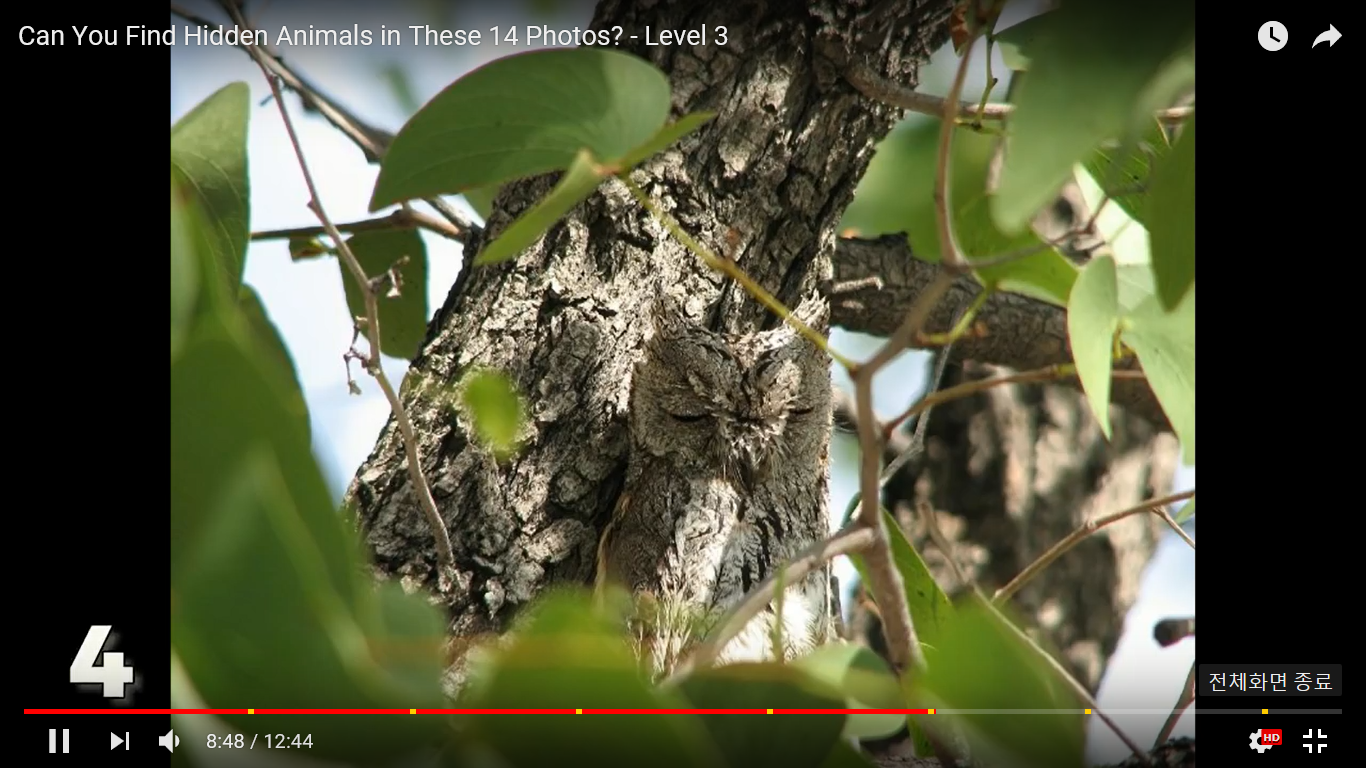 Can You Find Hidden Animals in These 14 Photos? - Level 3
4
전체화면 종료
8:48 / 12:44
HD